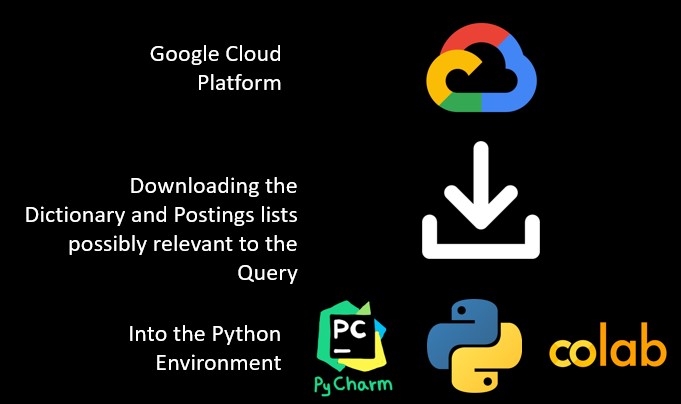 Google Cloud
Platform
Downloading the
Dictionary and Postings lists
possibly relevant to the
Query
Into the Python
Environment
PC
PyCharm
colab